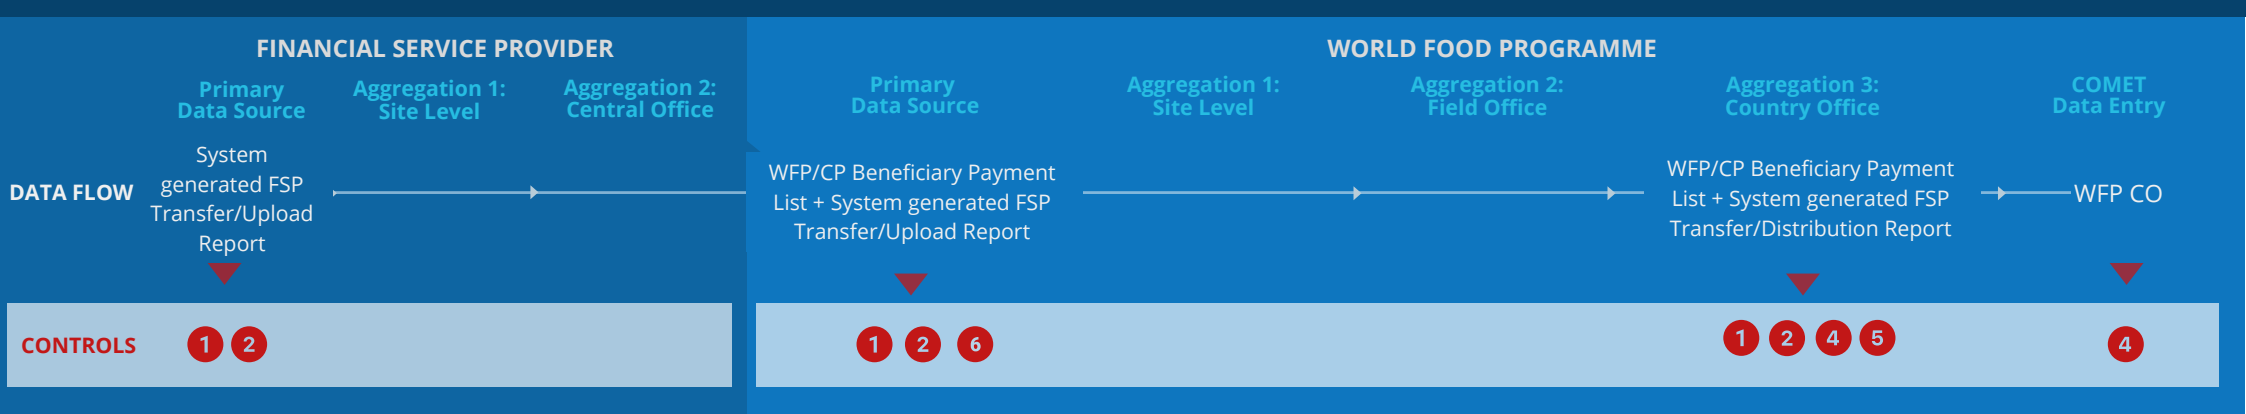 FINANCIAL SERVICE PROVIDER
Primary
Data Source
Aggregation 1:
Site Level
Aggregation 2:
Central Office
WORLD FOOD PROGRAMME
Primary
Data Source
Aggregation 1:
Site Level
Aggregation 2:
Field Office
Aggregation 3:
Country Office
COMET
Data Entry
DATA FLOW
System
generated FSP
Transfer/Upload
Report
WFP/CP Beneficiary Payment
List + System generated FSP
Transfer/Upload Report
WFP/CP Beneficiary Payment
List + System generated FSP
Transfer/Distribution Report
WFP CO
CONTROLS
1 2
1 2 6
1 2 4 5
4